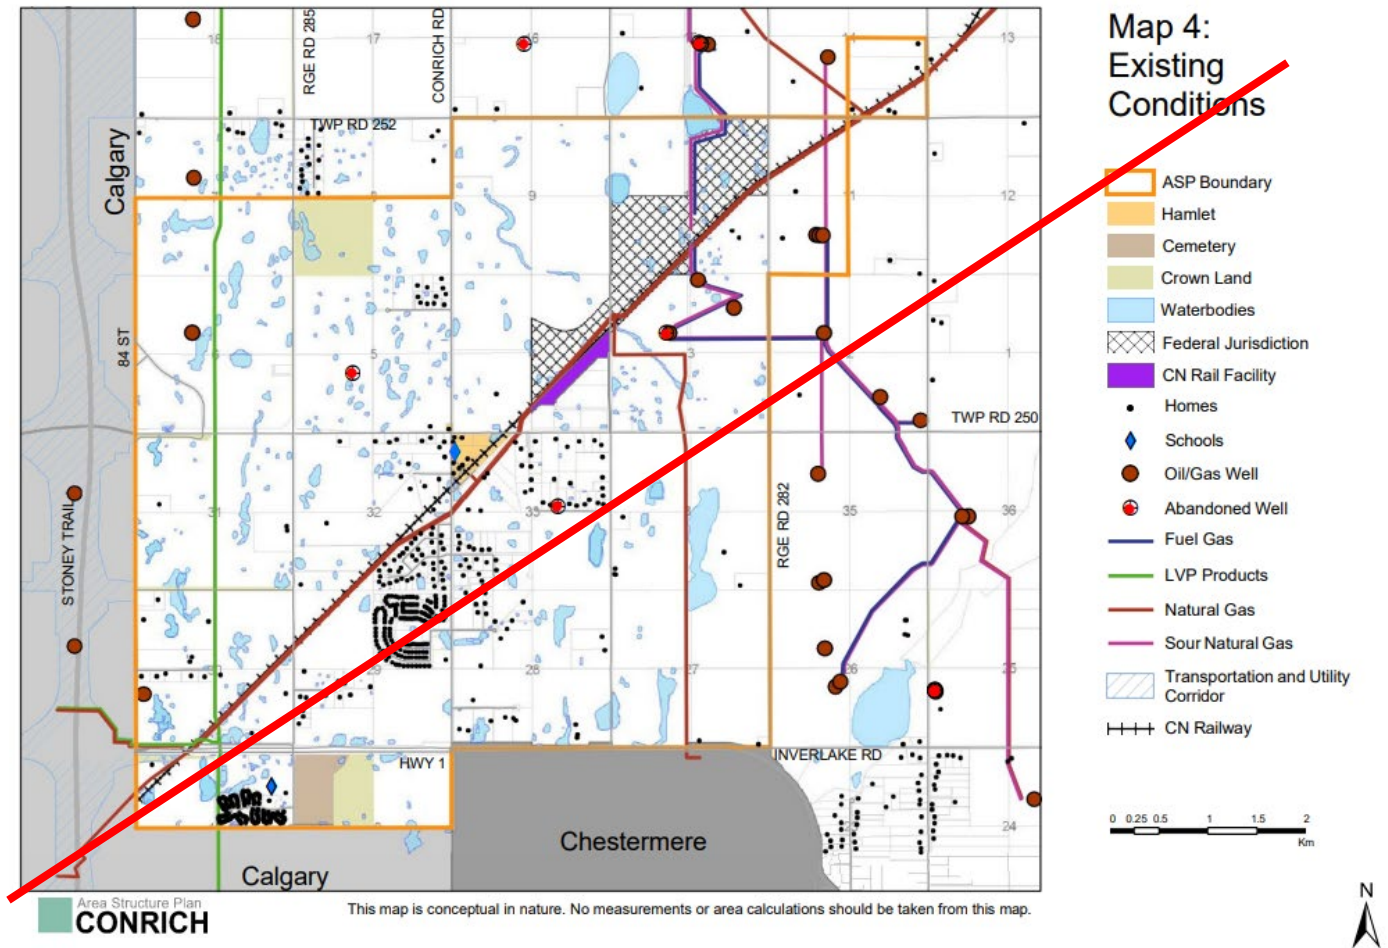 Map 4:
Existing
Conditions
ASP Boundary
Hamlet
Cemetery
Crown Land
Waterbodies
Federal Jurisdiction
CN Rail Facility
Homes
Schools
Oil/Gas Well
Abandoned Well
Fuel Gas
LVP Products
Natural Gas
Sour Natural Gas
Transportation and Utility
Corridor
CN Railway
0 0.25 0.5 1 1.5 2
Km
N
18
17
16
13
RGE RD 285
CONRICH RD
TWP RD 252
Calgary
9
12
84 ST
5
3
1
TWP RD 250
STONEY TRAIL
31
32
33
RGE RD 282
35
36
29
28
27
26
25
HWY 1
INVERLAKE RD
24
Chestermere
Calgary
Area Structure Plan
CONRICH
This map is conceptual in nature. No measurements or area calculations should be taken from this map.